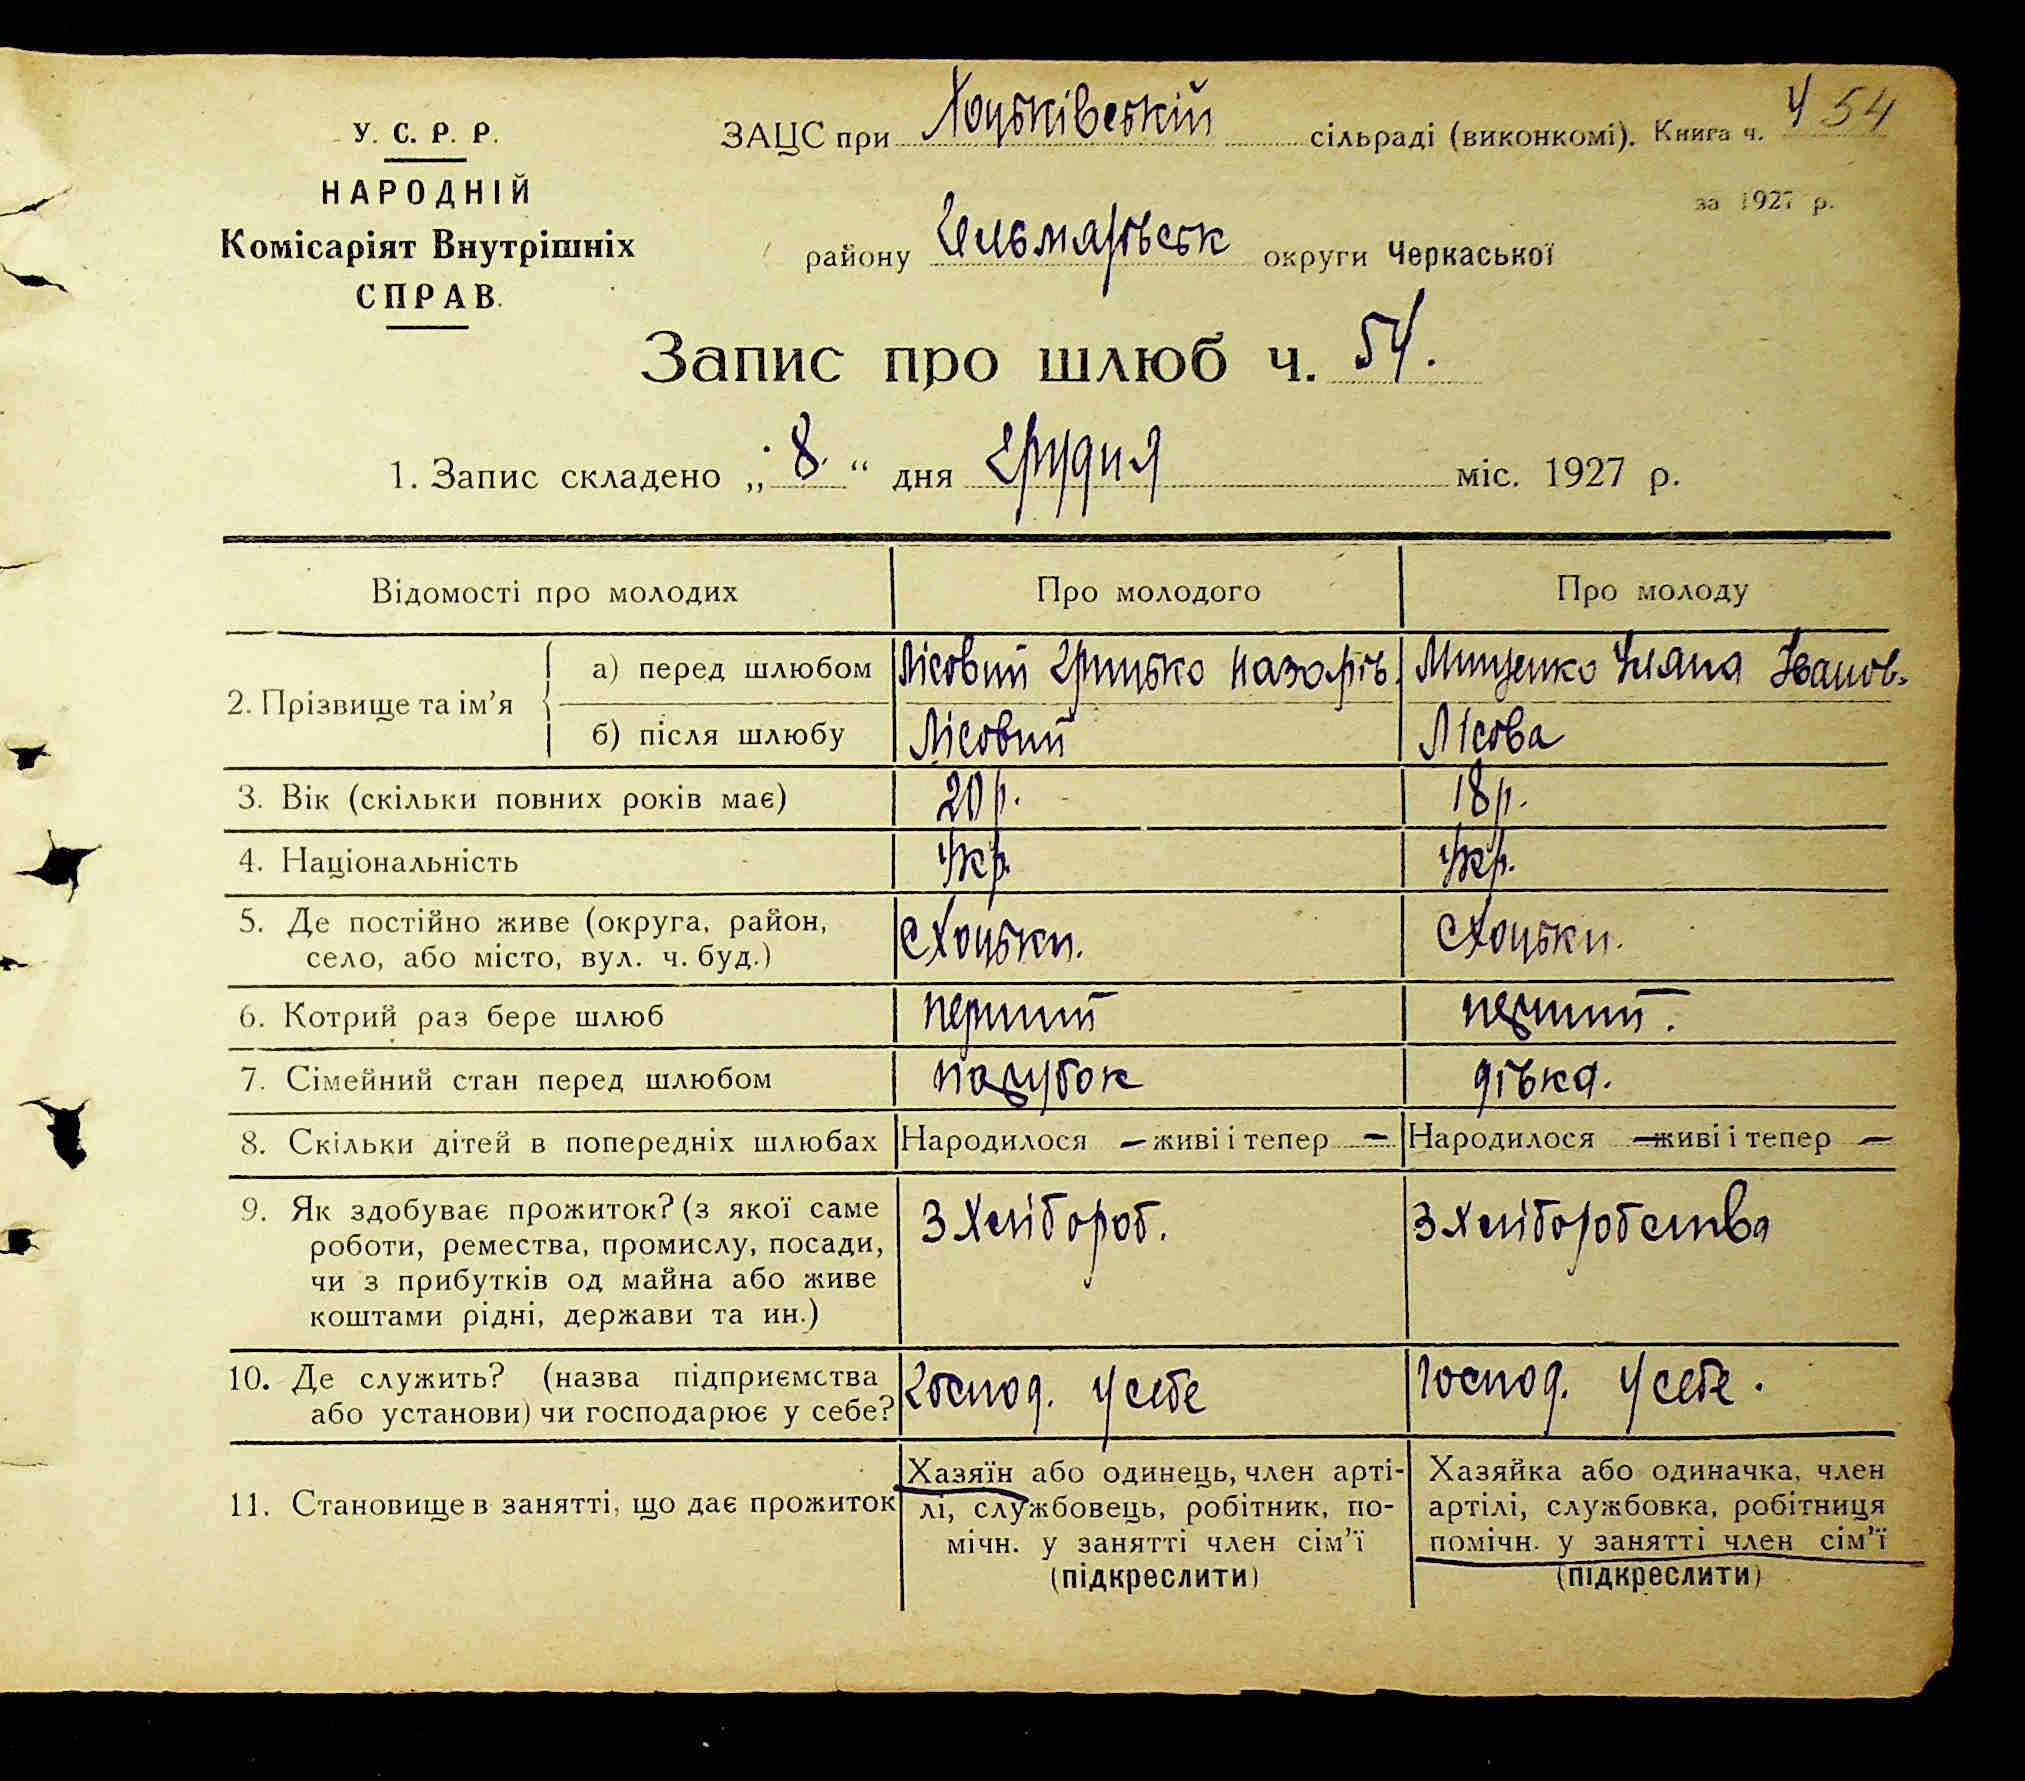 У. С. Р. Р.
НАРОДНІЙ
Комісаріят Внутрішніх
СПРАВ.
ЗАЦС при Хоцьківській сільраді (виконкомі). Книга ч. 4 54
за 1927 р.
району Гельмязівськ округи Черкаської
Запис про шлюб ч. 54.
1. Запис складено „8.“ дня грудня міс. 1927 р.
Відомості про молодих Про молодого Про молоду
2. Прізвище та ім’я
а) перед шлюбом Лісовий Грицько Назарів. Мищенко Уляна Іванов.
б) після шлюбу Лісовий Лісова
3. Вік (скільки повних років має) 20 р. 18 р.
4. Національність Укр. Укр.
5. Де постійно живе (округа, район,
село, або місто, вул. ч. буд.) с Хоцьки. с Хоцьки.
6. Котрий раз бере шлюб перший перший.
7. Сімейний стан перед шлюбом парубок дівка.
8. Скільки дітей в попередніх шлюбах Народилося – живі і тепер – Народилося – живі і тепер –
9. Як здобуває прожиток? (з якої саме
роботи, ремества, промислу, посади,
чи з прибутків од майна або живе
коштами рідні, держави та ин.)
З Хлібороб. З Хліборобства
10. Де служить? (назва підприємства
або установи) чи господарює у себе?
Господ. у себе Господ. у себе.
11. Становище в занятті, що дає прожиток
Хазяїн або одинець, член арті-
лі, службовець, робітник, по-
мічн. у занятті член сім’ї
(підкреслити)
Хазяйка або одиначка, член
артілі, службовка, робітниця
помічн. у занятті член сім’ї
(підкреслити)